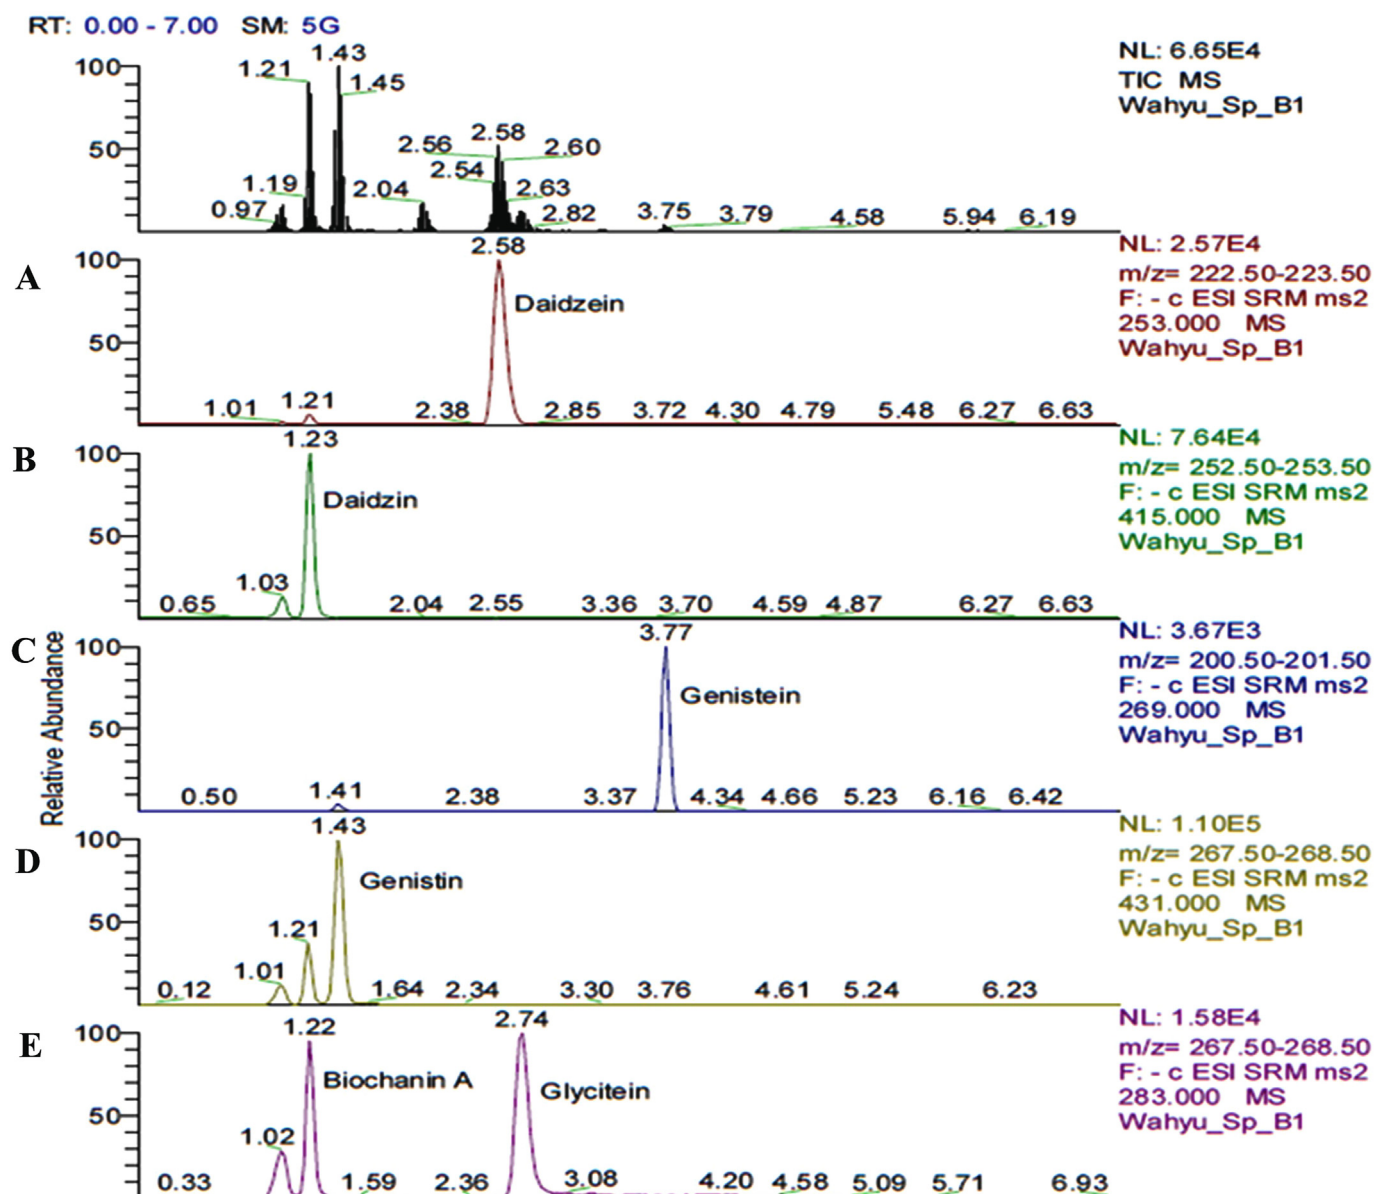 RT: 0.00 - 7.00 SM: 5G
1.43
1.21
1.45
100
50
2.58
2.56
2.60
2.54
1.19
2.04
2.63
0.97
2.82
3.75
3.79
4.58
5.94
6.19
NL: 6.65E4
TIC MS
Wahyu_Sp_B1
A
2.58
100
50
Daidzein
1.01
1.21
2.38
2.85
3.72
4.30
4.79
5.48
6.27
6.63
NL: 2.57E4
m/z= 222.50-223.50
F: - c ESI SRM ms2
253.000 MS
Wahyu_Sp_B1
B
1.23
100
50
Daidzin
1.03
0.65
2.04
2.55
3.36
3.70
4.59
4.87
6.27
6.63
NL: 7.64E4
m/z= 252.50-253.50
F: - c ESI SRM ms2
415.000 MS
Wahyu_Sp_B1
C
Relative Abundance
3.77
100
50
Genistein
0.50
1.41
2.38
3.37
4.34
4.66
5.23
6.16
6.42
NL: 3.67E3
m/z= 200.50-201.50
F: - c ESI SRM ms2
269.000 MS
Wahyu_Sp_B1
D
1.43
100
50
Genistin
1.21
1.01
0.12
1.64
2.34
3.30
3.76
4.61
5.24
6.23
NL: 1.10E5
m/z= 267.50-268.50
F: - c ESI SRM ms2
431.000 MS
Wahyu_Sp_B1
E
1.22
2.74
100
50
Biochanin A
Glycitein
1.02
0.33
1.59
2.36
3.08
4.20
4.58
5.09
5.71
6.93
NL: 1.58E4
m/z= 267.50-268.50
F: - c ESI SRM ms2
283.000 MS
Wahyu_Sp_B1